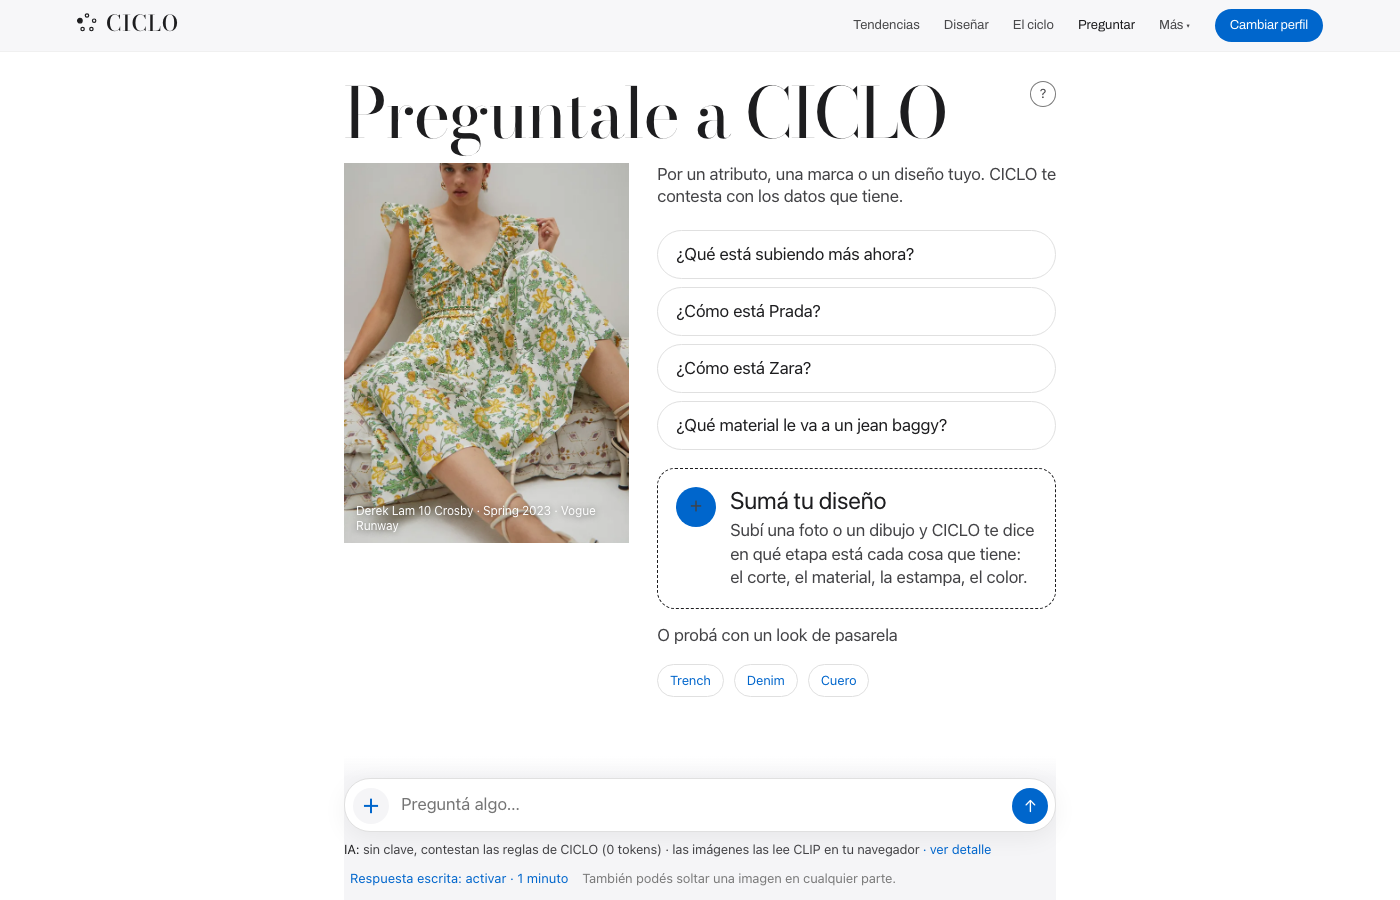 CICLO
Tendencias
Diseñar
El ciclo
Preguntar
Más
Cambiar perfil
Preguntale a CICLO
?
Por un atributo, una marca o un diseño tuyo. CICLO te
contesta con los datos que tiene.
¿Qué está subiendo más ahora?
¿Cómo está Prada?
¿Cómo está Zara?
¿Qué material le va a un jean baggy?
Derek Lam 10 Crosby · Spring 2023 · Vogue
Runway
+
Sumá tu diseño
Subí una foto o un dibujo y CICLO te dice
en qué etapa está cada cosa que tiene:
el corte, el material, la estampa, el color.
O probá con un look de pasarela
Trench
Denim
Cuero
Preguntá algo...
IA: sin clave, contestan las reglas de CICLO (0 tokens) · las imágenes las lee CLIP en tu navegador · ver detalle
Respuesta escrita: activar · 1 minuto
También podés soltar una imagen en cualquier parte.